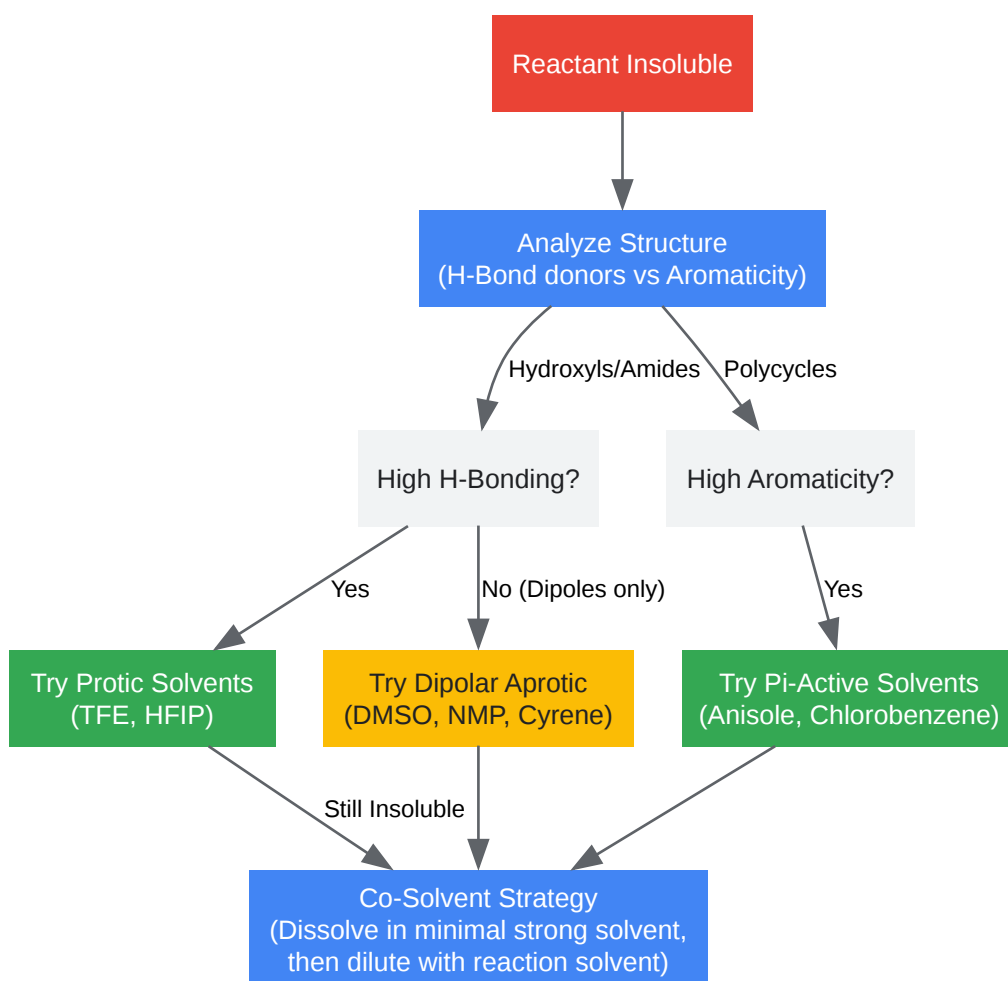 Reactant Insoluble
Analyze Structure
(H-Bond donors vs Aromaticity)
Hydroxyls/Amides
Polycycles
High H-Bonding?
High Aromaticity?
Yes
No (Dipoles only)
Yes
Try Protic Solvents
(TFE, HFIP)
Try Dipolar Aprotic
(DMSO, NMP, Cyrene)
Try Pi-Active Solvents
(Anisole, Chlorobenzene)
Still Insoluble
Co-Solvent Strategy
(Dissolve in minimal strong solvent,
then dilute with reaction solvent)